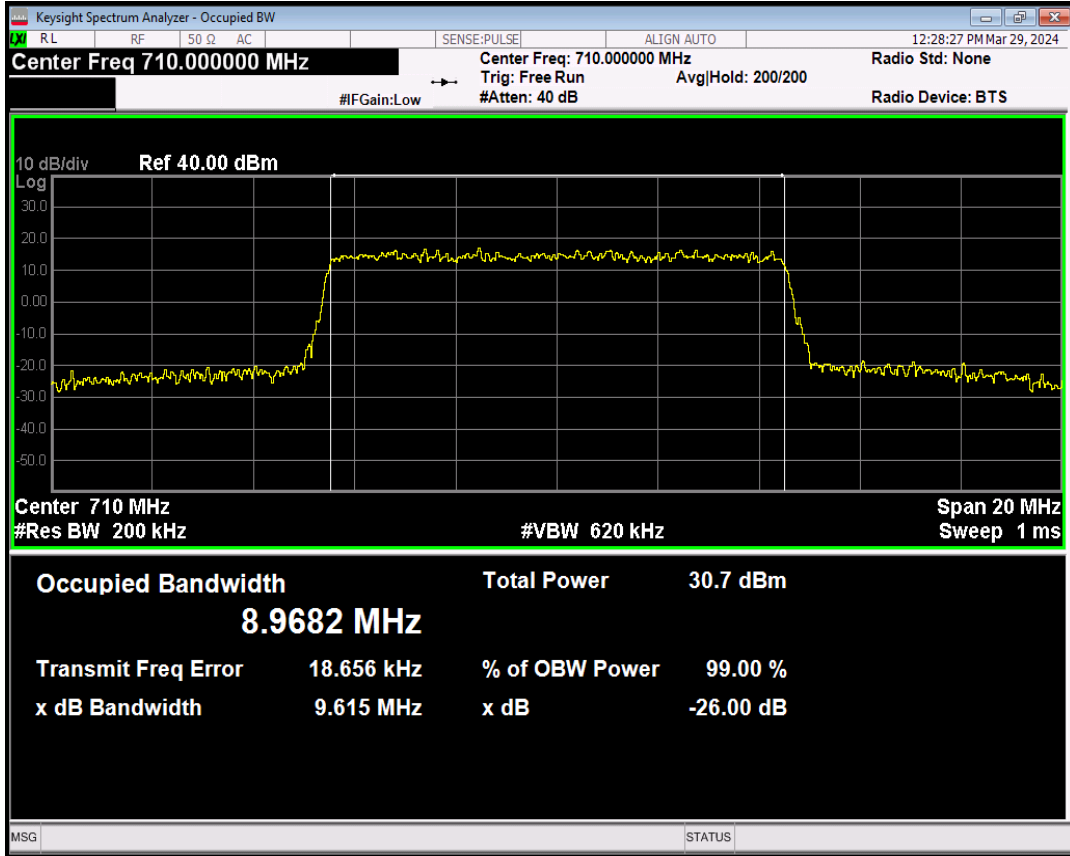 Keysight Spectrum Analyzer - Occupied BW
LXI RL RF 50 Ω AC SENSE:PULSE ALIGN AUTO 12:28:27 PM Mar 29, 2024
Center Freq 710.000000 MHz Center Freq: 710.000000 MHz Radio Std: None
Trig: Free Run Avg|Hold: 200/200
#IFGain:Low #Atten: 40 dB Radio Device: BTS
10 dB/div Ref 40.00 dBm
Log
30.0
20.0
10.0
0.00
-10.0
-20.0
-30.0
-40.0
-50.0
Center 710 MHz Span 20 MHz
#Res BW 200 kHz #VBW 620 kHz Sweep 1 ms
Occupied Bandwidth Total Power 30.7 dBm
8.9682 MHz
Transmit Freq Error 18.656 kHz % of OBW Power 99.00 %
x dB Bandwidth 9.615 MHz x dB -26.00 dB
MSG STATUS